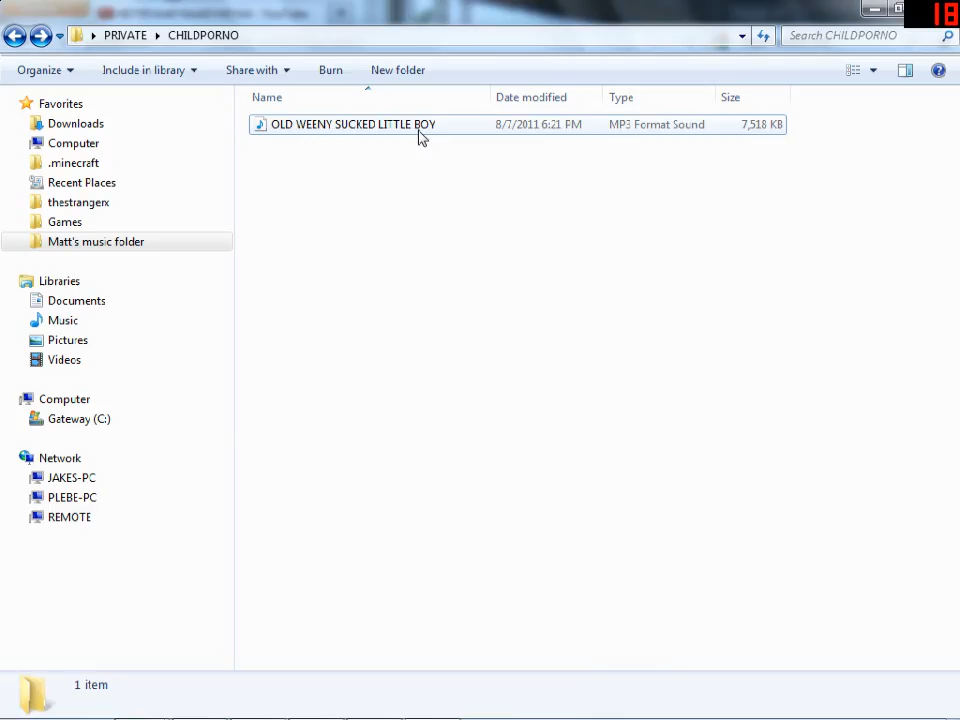 18
PRIVATE CHILDPORNO
Search CHILDPORNO
Organize Include in library Share with Burn New folder
Name Date modified Type Size
Favorites
OLD WEENY SUCKED LITTLE BOY 8/7/2011 6:21 PM MP3 Format Sound 7,518 KB
Downloads
Computer
.minecraft
Recent Places
thestrangerx
Games
Matt's music folder
Libraries
Documents
Music
Pictures
Videos
Computer
Gateway (C:)
Network
JAKES-PC
PLEBE-PC
REMOTE
1 item